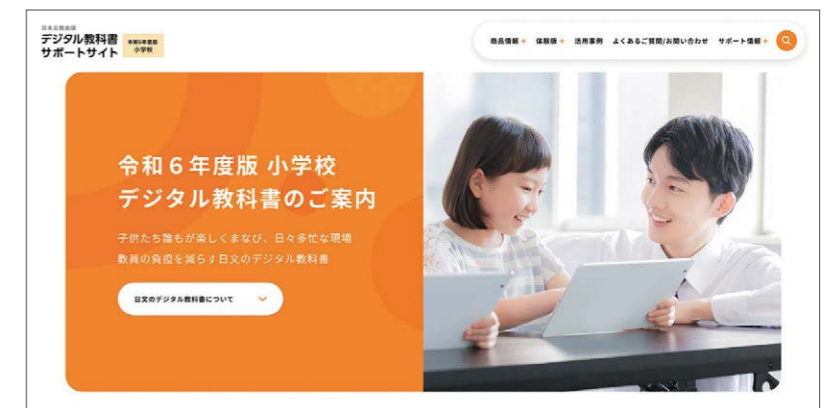 日本文教出版
デジタル教科書
サポートサイト
令和6年度版
小学校
商品情報 +
体験版 +
活用事例
よくあるご質問/お問い合わせ
サポート情報 +
令和6年度版 小学校
デジタル教科書のご案内
子供たち誰もが楽しくまなび、日々多忙な現場
教員の負担を減らす日文のデジタル教科書
日文のデジタル教科書について